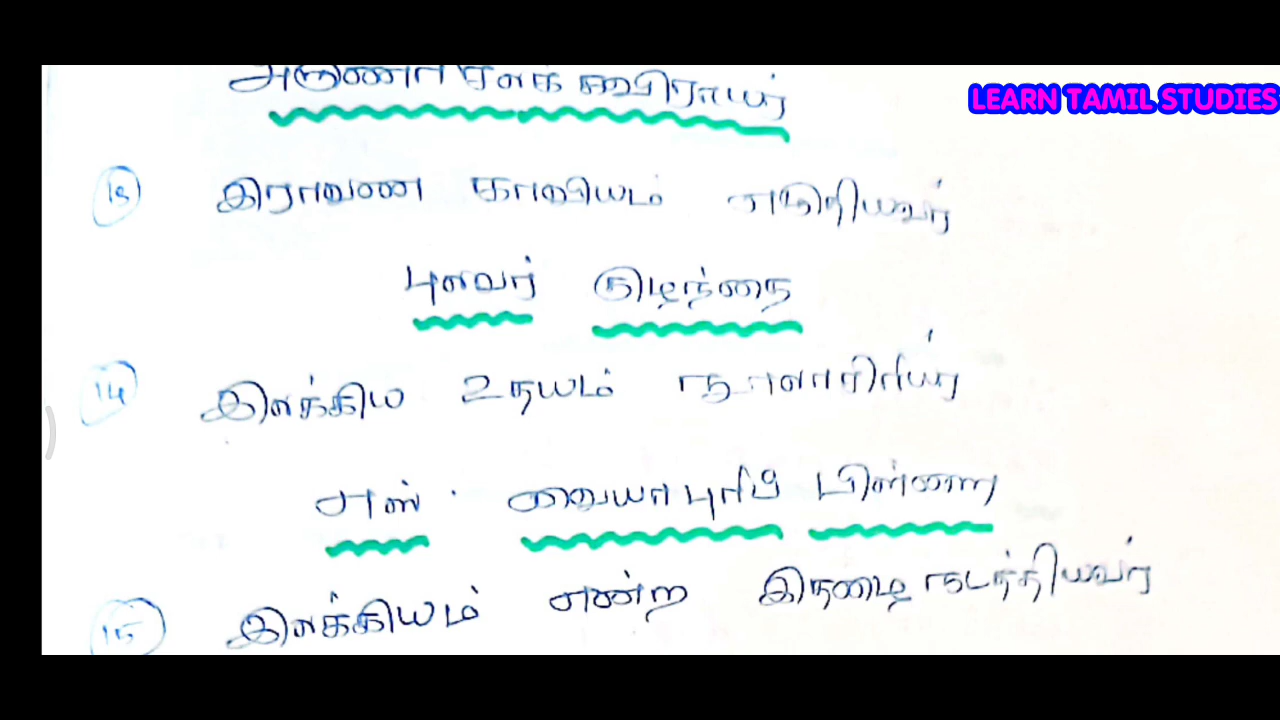 அருணாசலக் கவிராயர்
LEARN TAMIL STUDIES
13 இராவண காவியம் எழுதியவர்
புலவர் குழந்தை
14 இலக்கிய உதயம் நூலாசிரியர்
எஸ். வையாபுரிப் பிள்ளை
15 இலக்கியம் என்ற இதழை நடத்தியவர்